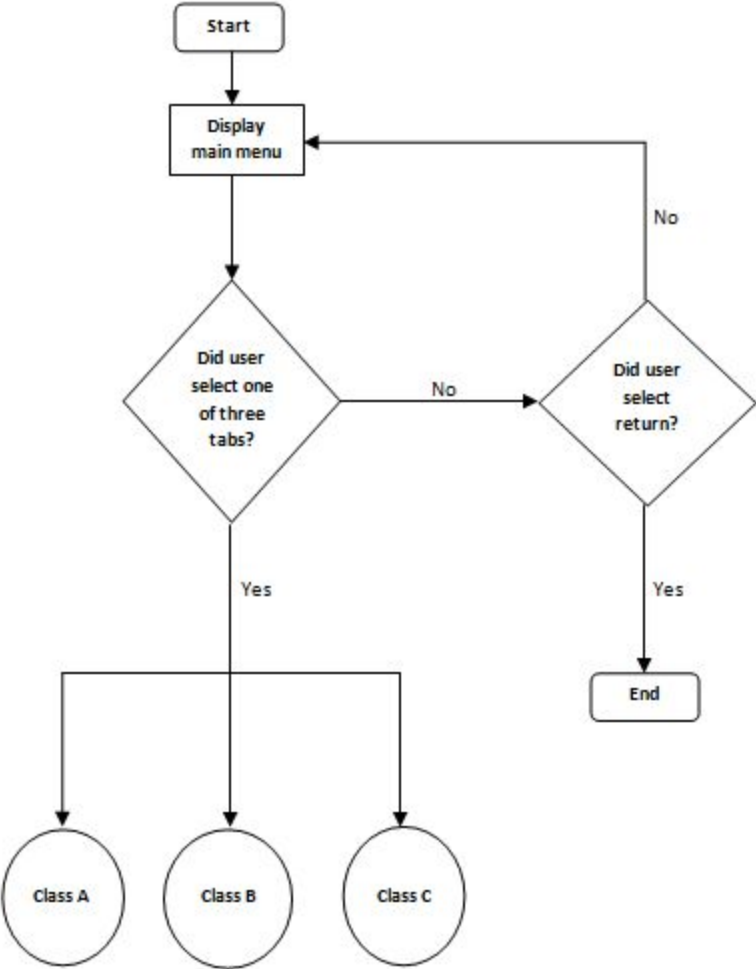 Start
Display
main menu
No
Did user
select one
of three
tabs?
No
Did user
select
return?
Yes
Yes
End
Class A
Class B
Class C